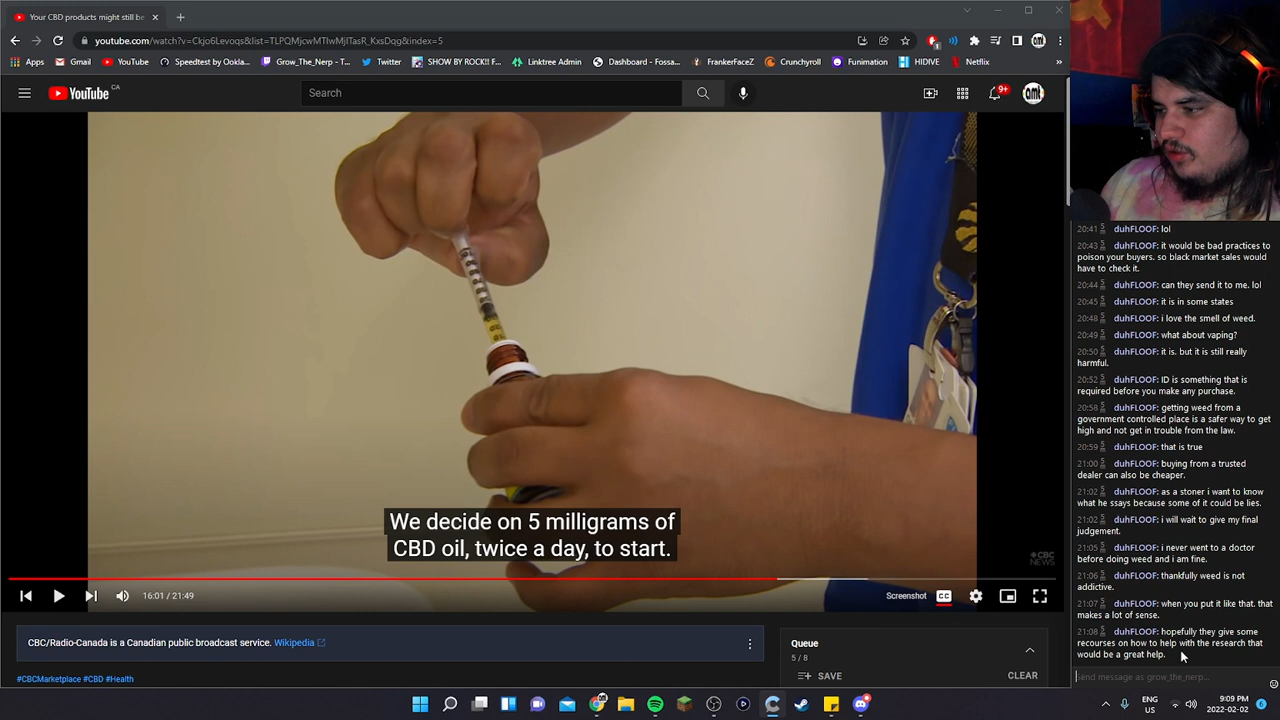 Your CBD products might still be
youtube.com/watch?v=Ckjo6Levoqs&list=TLPQMjcwMTIwMjITasR_KxsDqg&index=5
Apps
Gmail
YouTube
Speedtest by Ookla...
Grow_The_Nerp - T...
Twitter
SHOW BY ROCK!! F...
Linktree Admin
Dashboard - Fossa...
FrankerFaceZ
Crunchyroll
Funimation
HIDIVE
Netflix
»
YouTube CA
Search
9+
amt
We decide on 5 milligrams of
CBD oil, twice a day, to start.
CBC
NEWS
16:01 / 21:49
Screenshot
CC
CBC/Radio-Canada is a Canadian public broadcast service. Wikipedia
Queue
5 / 8
SAVE
CLEAR
#CBCMarketplace #CBD #Health
20:41 duhFLOOF: lol
20:43 duhFLOOF: it would be bad practices to
poison your buyers. so black market sales would
have to check it.
20:44 duhFLOOF: can they send it to me. lol
20:45 duhFLOOF: it is in some states
20:48 duhFLOOF: i love the smell of weed.
20:49 duhFLOOF: what about vaping?
20:50 duhFLOOF: it is. but it is still really
harmful.
20:52 duhFLOOF: ID is something that is
required before you make any purchase.
20:58 duhFLOOF: getting weed from a
government controlled place is a safer way to get
high and not get in trouble from the law.
20:59 duhFLOOF: that is true
21:00 duhFLOOF: buying from a trusted
dealer can also be cheaper.
21:02 duhFLOOF: as a stoner i want to know
what he ssays because some of it could be lies.
21:02 duhFLOOF: i will wait to give my final
judgement.
21:05 duhFLOOF: i never went to a doctor
before doing weed and i am fine.
21:06 duhFLOOF: thankfully weed is not
addictive.
21:07 duhFLOOF: when you put it like that. that
makes a lot of sense.
21:08 duhFLOOF: hopefully they give some
recourses on how to help with the research that
would be a great help.
Send message as grow_the_nerp...
ENG
US
9:09 PM
2022-02-02
6